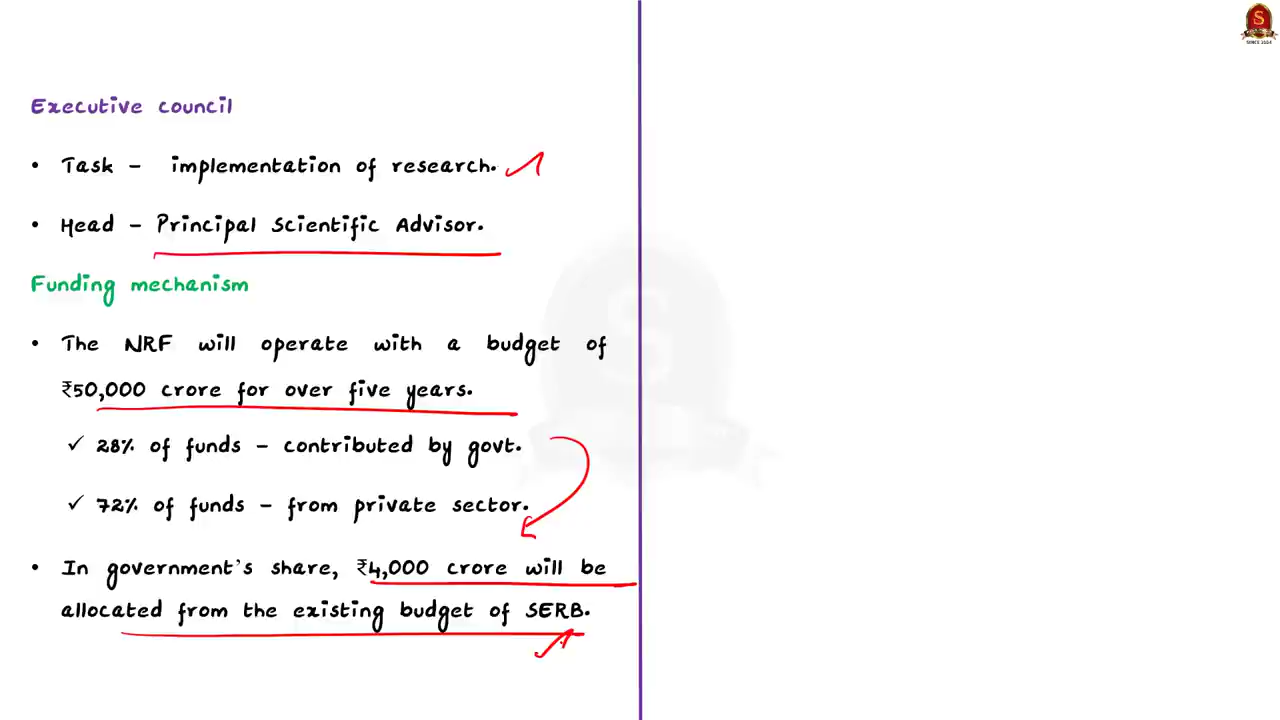 S
SINCE 2004
Executive council
• Task – implementation of research.
• Head – Principal Scientific Advisor.
Funding mechanism
• The NRF will operate with a budget of
₹50,000 crore for over five years.
✓ 28% of funds – contributed by govt.
✓ 72% of funds – from private sector.
• In government's share, ₹4,000 crore will be
allocated from the existing budget of SERB.